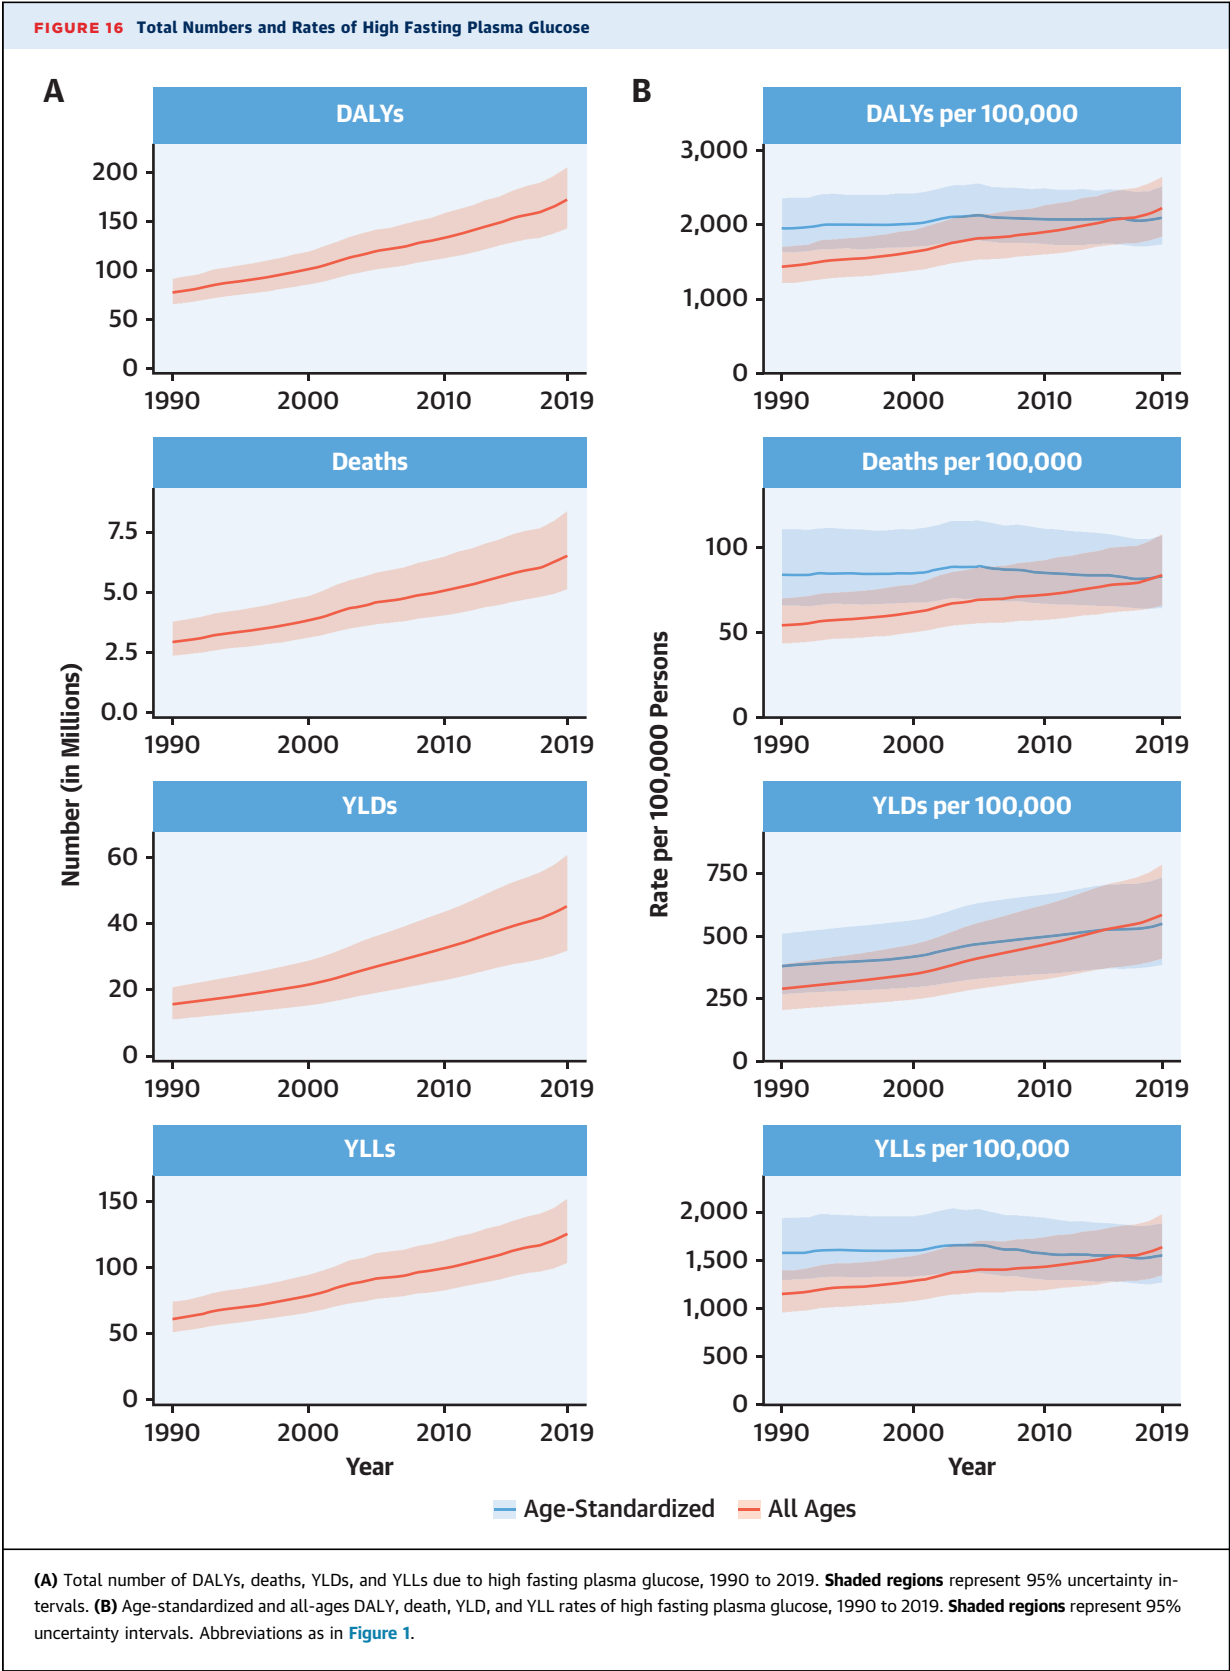 FIGURE 16 Total Numbers and Rates of High Fasting Plasma Glucose
A
DALYs
200
150
100
50
0
1990 2000 2010 2019
Deaths
7.5
5.0
2.5
0.0
1990 2000 2010 2019
YLDs
60
40
20
0
1990 2000 2010 2019
YLLs
150
100
50
0
1990 2000 2010 2019
Year
Number (in Millions)
B
DALYs per 100,000
3,000
2,000
1,000
0
1990 2000 2010 2019
Deaths per 100,000
100
50
0
1990 2000 2010 2019
YLDs per 100,000
750
500
250
0
1990 2000 2010 2019
YLLs per 100,000
2,000
1,500
1,000
500
0
1990 2000 2010 2019
Year
Rate per 100,000 Persons
Age-Standardized All Ages
(A) Total number of DALYs, deaths, YLDs, and YLLs due to high fasting plasma glucose, 1990 to 2019. Shaded regions represent 95% uncertainty in-
tervals. (B) Age-standardized and all-ages DALY, death, YLD, and YLL rates of high fasting plasma glucose, 1990 to 2019. Shaded regions represent 95%
uncertainty intervals. Abbreviations as in Figure 1.